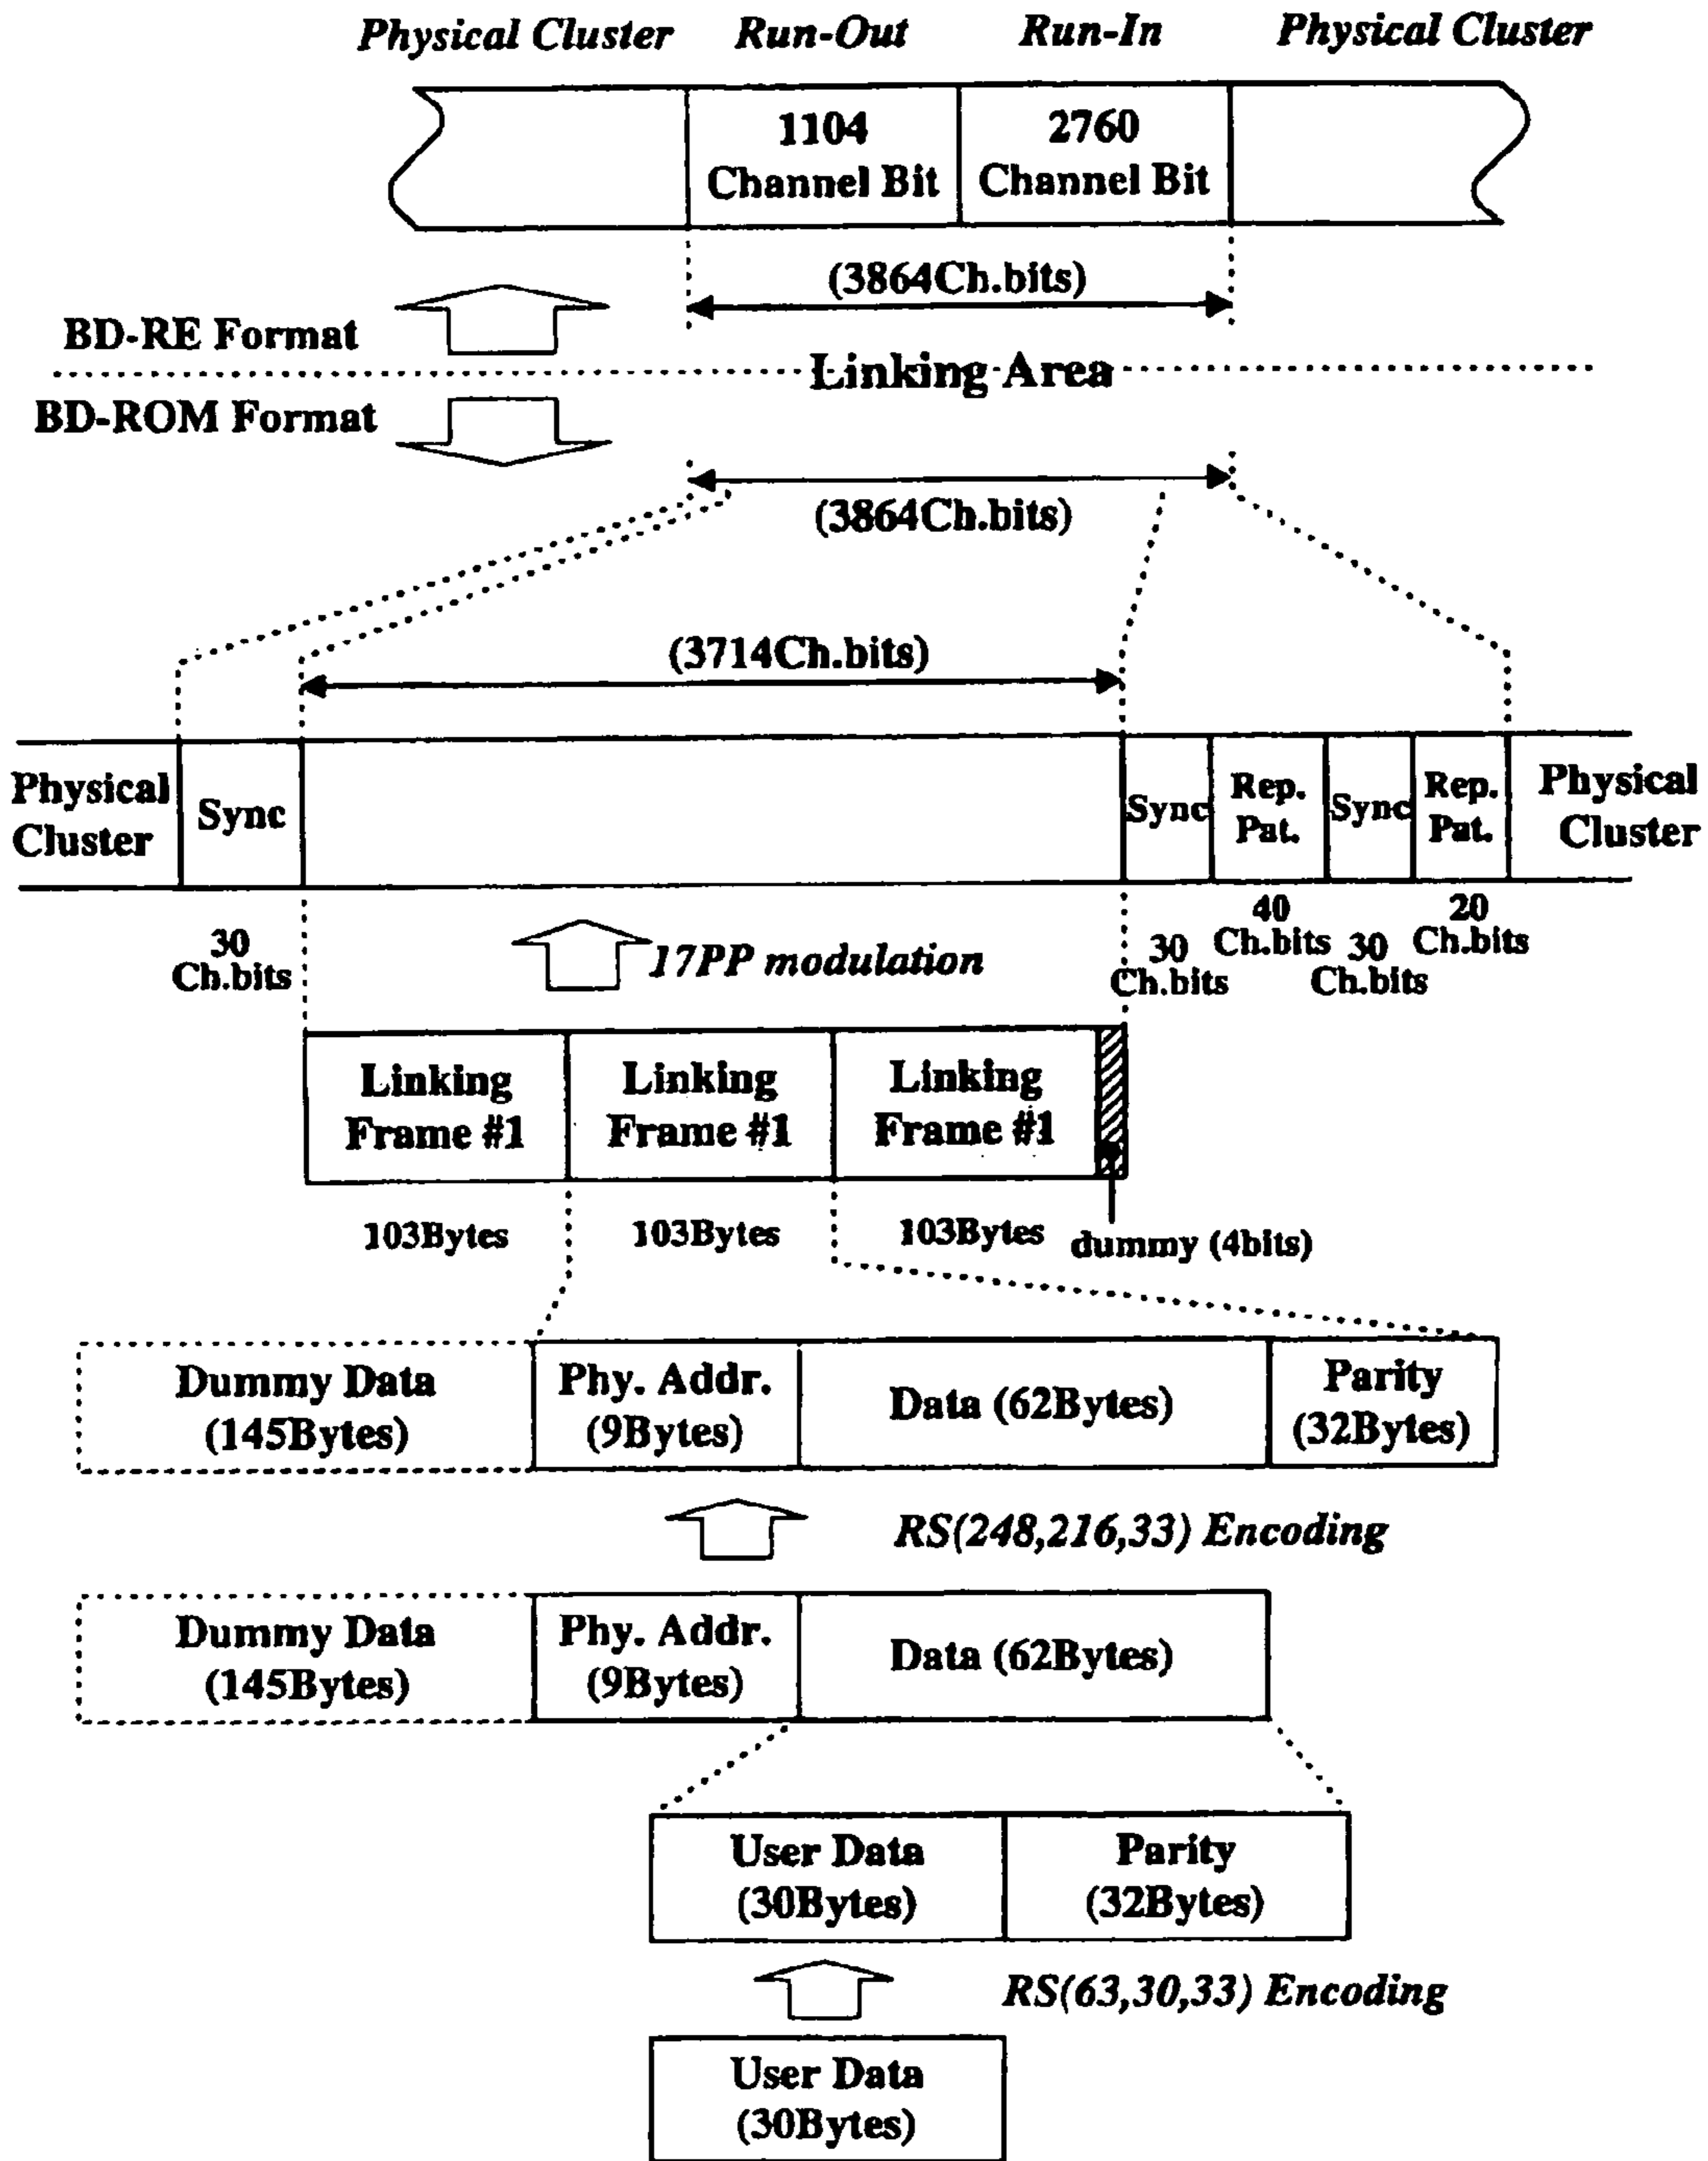 Physical Cluster Run-Out Run-In Physical Cluster
1104 Channel Bit
2760 Channel Bit
(3864Ch.bits)
BD-RE Format
Linking Area
BD-ROM Format
(3864Ch.bits)
(3714Ch.bits)
Physical Cluster
Sync
Sync
Rep. Pat.
Sync
Rep. Pat.
Physical Cluster
30 Ch.bits
17PP modulation
30 Ch.bits
40 Ch.bits
30 Ch.bits
20 Ch.bits
Linking Frame #1
Linking Frame #1
Linking Frame #1
103Bytes
103Bytes
103Bytes
dummy (4bits)
Dummy Data (145Bytes)
Phy. Addr. (9Bytes)
Data (62Bytes)
Parity (32Bytes)
RS(248,216,33) Encoding
Dummy Data (145Bytes)
Phy. Addr. (9Bytes)
Data (62Bytes)
User Data (30Bytes)
Parity (32Bytes)
RS(63,30,33) Encoding
User Data (30Bytes)